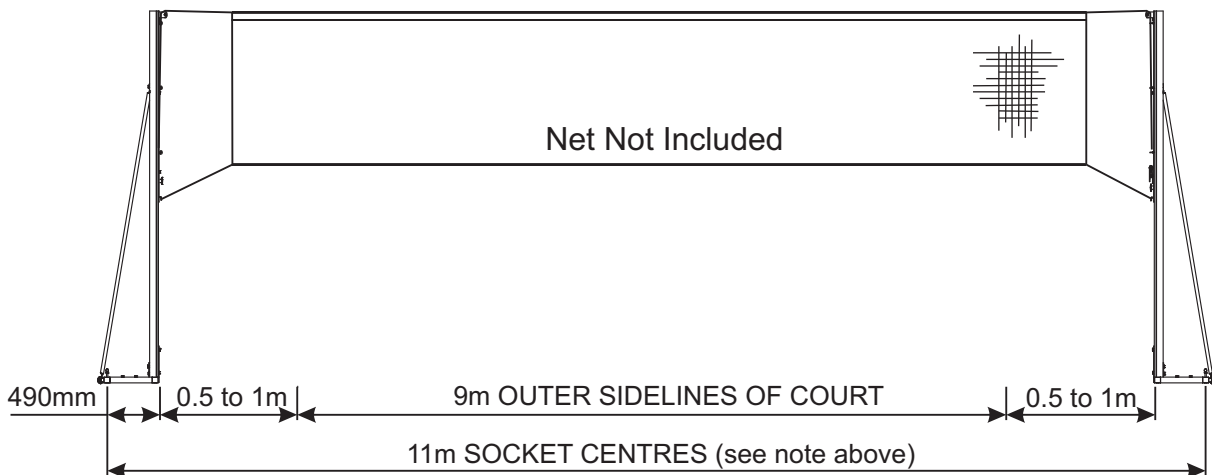 Net Not Included
490mm
0.5 to 1m
9m OUTER SIDELINES OF COURT
0.5 to 1m
11m SOCKET CENTRES (see note above)